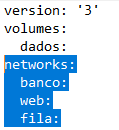 version: '3'
volumes:
  dados:
networks:
  banco:
  web:
  fila: